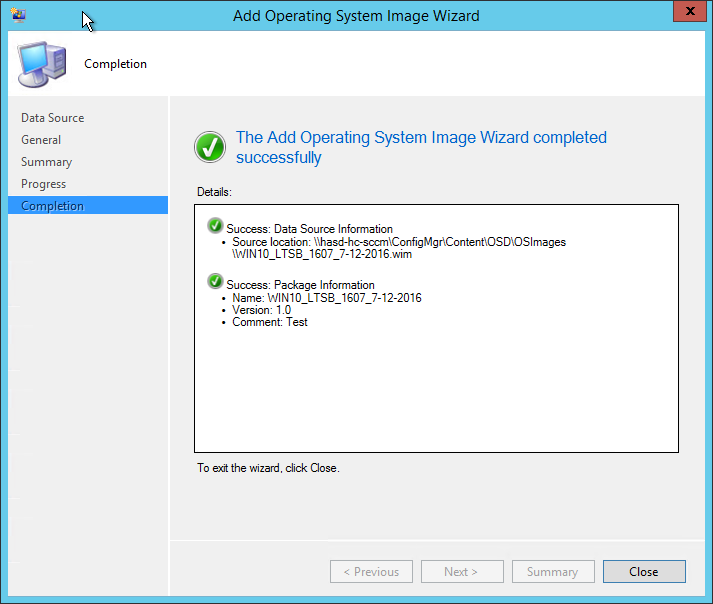 Add Operating System Image Wizard
x
Completion
Data Source
General
Summary
Progress
Completion
The Add Operating System Image Wizard completed
successfully
Details:
Success: Data Source Information
• Source location: \\hasd-hc-sccm\ConfigMgr\Content\OSD\OSImages
\WIN10_LTSB_1607_7-12-2016.wim
Success: Package Information
• Name: WIN10_LTSB_1607_7-12-2016
• Version: 1.0
• Comment: Test
To exit the wizard, click Close.
< Previous
Next >
Summary
Close